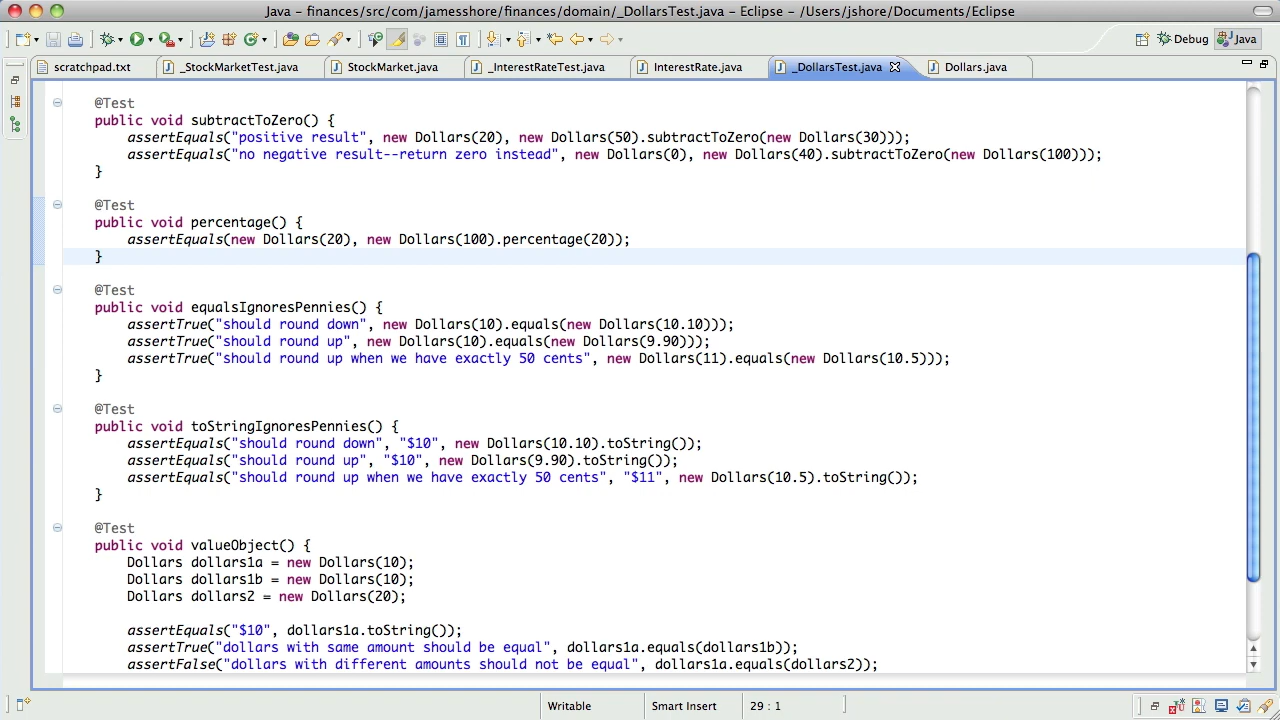 Java – finances/src/com/jamesshore/finances/domain/_DollarsTest.java – Eclipse – /Users/jshore/Documents/Eclipse
Debug Java
scratchpad.txt _StockMarketTest.java StockMarket.java _InterestRateTest.java InterestRate.java _DollarsTest.java Dollars.java
@Test
public void subtractToZero() {
assertEquals("positive result", new Dollars(20), new Dollars(50).subtractToZero(new Dollars(30)));
assertEquals("no negative result--return zero instead", new Dollars(0), new Dollars(40).subtractToZero(new Dollars(100)));
}
@Test
public void percentage() {
assertEquals(new Dollars(20), new Dollars(100).percentage(20));
}
@Test
public void equalsIgnoresPennies() {
assertTrue("should round down", new Dollars(10).equals(new Dollars(10.10)));
assertTrue("should round up", new Dollars(10).equals(new Dollars(9.90)));
assertTrue("should round up when we have exactly 50 cents", new Dollars(11).equals(new Dollars(10.5)));
}
@Test
public void toStringIgnoresPennies() {
assertEquals("should round down", "$10", new Dollars(10.10).toString());
assertEquals("should round up", "$10", new Dollars(9.90).toString());
assertEquals("should round up when we have exactly 50 cents", "$11", new Dollars(10.5).toString());
}
@Test
public void valueObject() {
Dollars dollars1a = new Dollars(10);
Dollars dollars1b = new Dollars(10);
Dollars dollars2 = new Dollars(20);
assertEquals("$10", dollars1a.toString());
assertTrue("dollars with same amount should be equal", dollars1a.equals(dollars1b));
assertFalse("dollars with different amounts should not be equal", dollars1a.equals(dollars2));
Writable Smart Insert 29 : 1